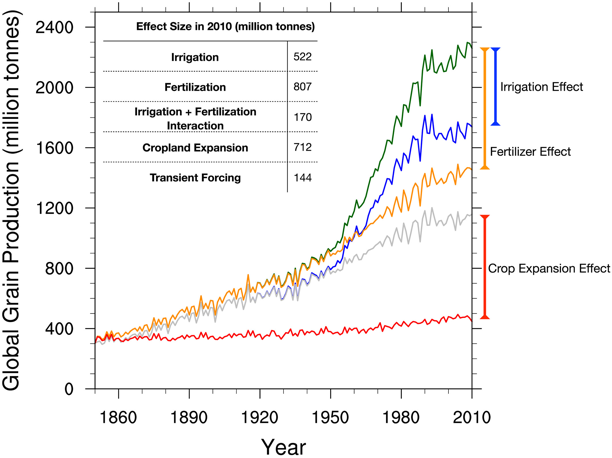 Global Grain Production (million tonnes)
2400
2000
1600
1200
800
400
0
Effect Size in 2010 (million tonnes)
Irrigation 522
Fertilization 807
Irrigation + Fertilization
Interaction 170
Cropland Expansion 712
Transient Forcing 144
Irrigation Effect
Fertilizer Effect
Crop Expansion Effect
1860 1890 1920 1950 1980 2010
Year